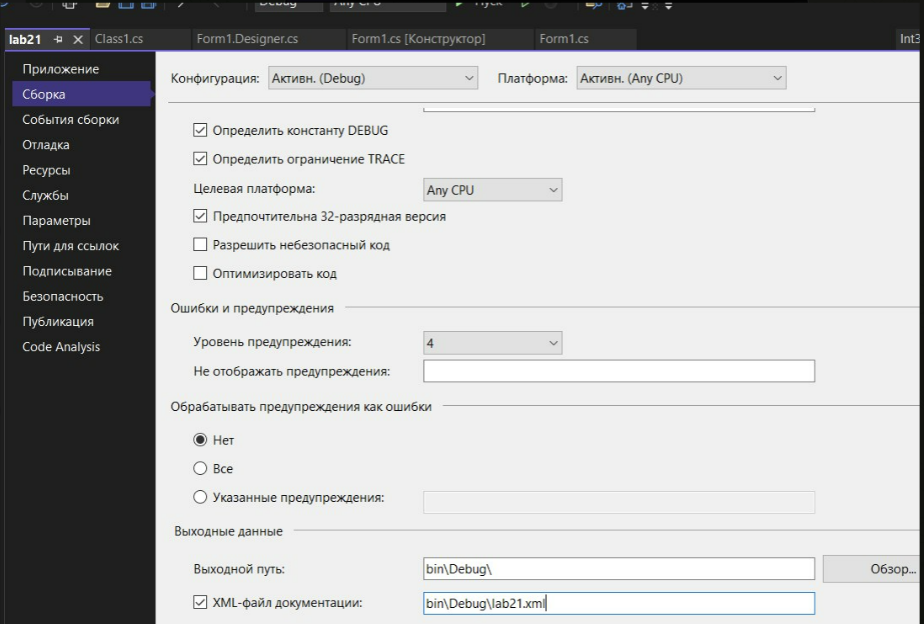 Debug Any CPU Пуск
lab21 Class1.cs Form1.Designer.cs Form1.cs [Конструктор] Form1.cs
Приложение
Сборка
События сборки
Отладка
Ресурсы
Службы
Параметры
Пути для ссылок
Подписывание
Безопасность
Публикация
Code Analysis
Конфигурация: Активн. (Debug) Платформа: Активн. (Any CPU)
Определить константу DEBUG
Определить ограничение TRACE
Целевая платформа: Any CPU
Предпочтительна 32-разрядная версия
Разрешить небезопасный код
Оптимизировать код
Ошибки и предупреждения
Уровень предупреждения: 4
Не отображать предупреждения:
Обрабатывать предупреждения как ошибки
Нет
Все
Указанные предупреждения:
Выходные данные
Выходной путь: bin\Debug\ Обзор...
XML-файл документации: bin\Debug\lab21.xml